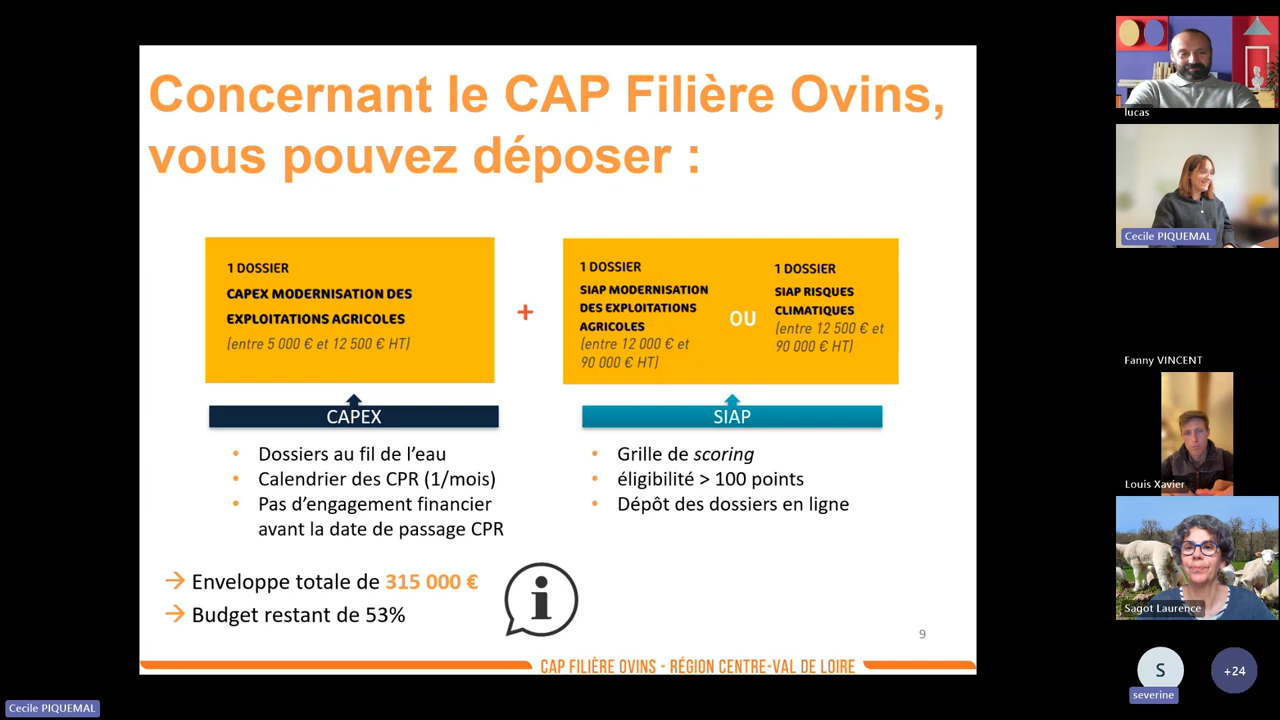 Concernant le CAP Filière Ovins,
vous pouvez déposer :
1 DOSSIER
CAPEX MODERNISATION DES
EXPLOITATIONS AGRICOLES
(entre 5 000 € et 12 500 € HT)
+
1 DOSSIER
SIAP MODERNISATION
DES EXPLOITATIONS
AGRICOLES
(entre 12 000 € et
90 000 € HT)
OU
1 DOSSIER
SIAP RISQUES
CLIMATIQUES
(entre 12 500 € et
90 000 € HT)
CAPEX
• Dossiers au fil de l’eau
• Calendrier des CPR (1/mois)
• Pas d’engagement financier
avant la date de passage CPR
SIAP
• Grille de scoring
• éligibilité > 100 points
• Dépôt des dossiers en ligne
→ Enveloppe totale de 315 000 €
→ Budget restant de 53%
i
9
CAP FILIÈRE OVINS - RÉGION CENTRE-VAL DE LOIRE
Cecile PIQUEMAL
lucas
Cecile PIQUEMAL
Fanny VINCENT
Louis Xavier
Sagot Laurence
S
severine
+24